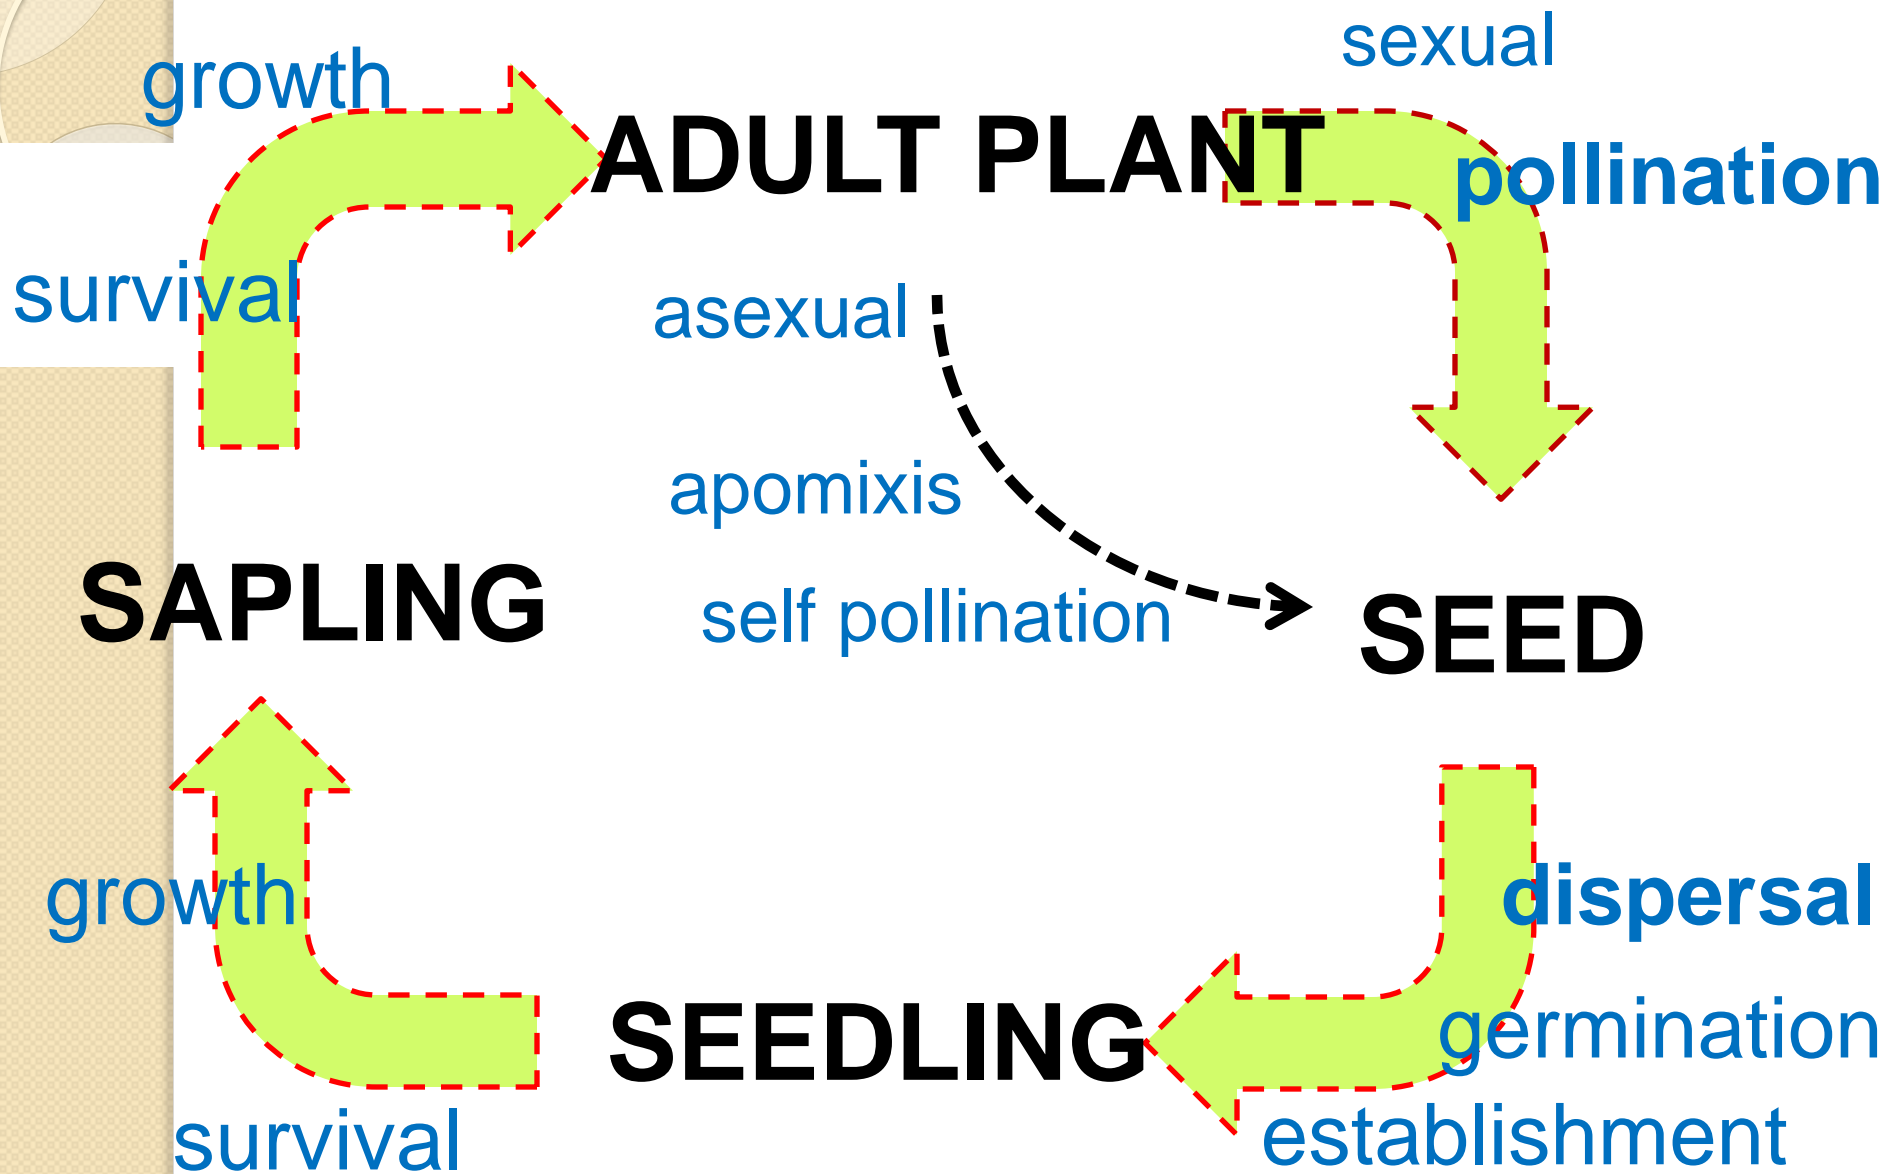 sexual
growth
ADULT PLANT
pollination
survival
asexual
apomixis
SAPLING
self pollination
SEED
growth
dispersal
SEEDLING
germination
survival
establishment